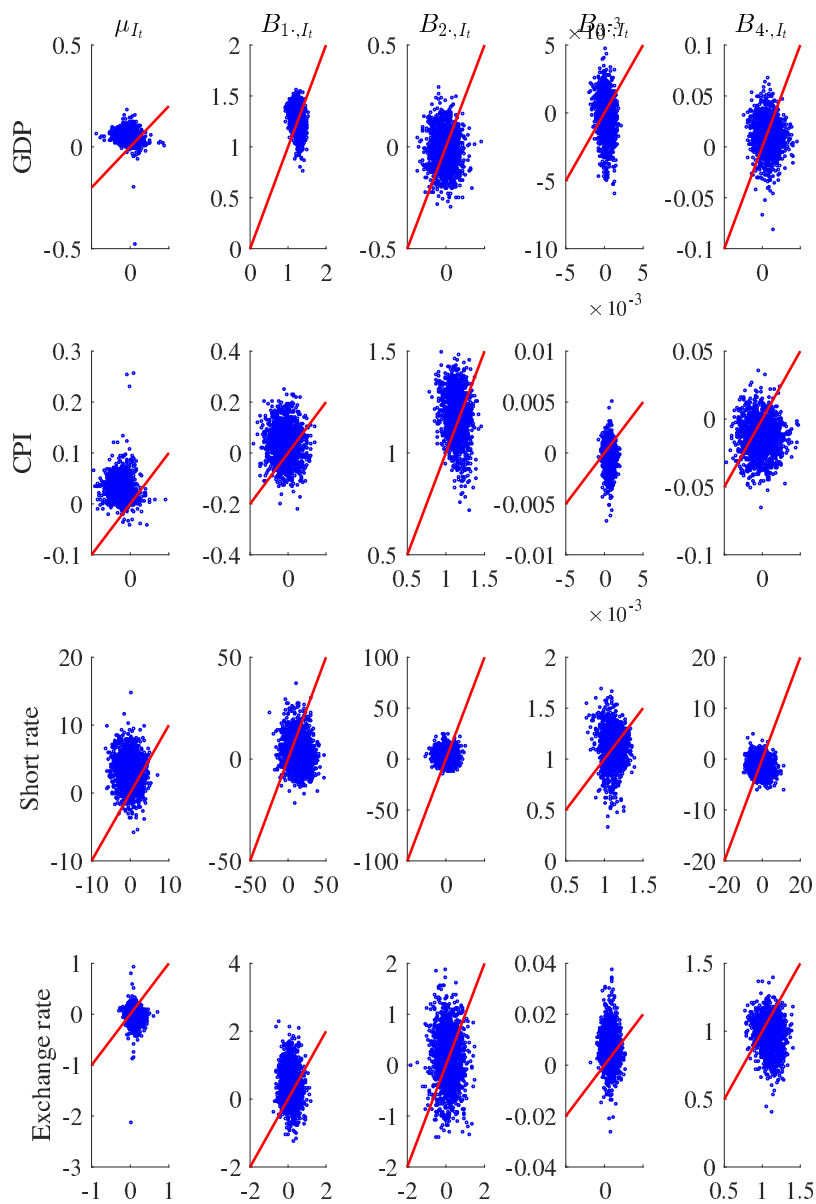 μ_{I_t} B_{1·,I_t} B_{2·,I_t} B_{3·,I_t} B_{4·,I_t}
×10^{-3}
GDP
0.5 2 0.5 5 0.1
1.5 0.05
0 1 0 0 0
0.5 -5 -0.05
-0.5 0 -0.5 -10 -0.1
0 0 1 2 0 -5 0 5 0
×10^{-3}
CPI
0.3 0.4 1.5 0.01 0.05
0.2 0.2 0.005 0
0.1 0 1 0
0 -0.2 -0.005 -0.05
-0.1 -0.4 0.5 -0.01 -0.1
0 0 0.5 1 1.5 -5 0 5 0
×10^{-3}
Short rate
20 50 100 2 20
10 50 1.5 10
0 0 1 0
0 -50 0.5 -10
-10 -50 -100 0 -20
-10 0 10 -50 0 50 0 0.5 1 1.5 -20 0 20
Exchange rate
1 4 2 0.04 1.5
0 2 1 0.02 1
-1 0 0
-2 0 -1 -0.02 0.5
-3 -2 -2 -0.04 0
-1 0 1 -2 0 2 -2 0 2 0 0.5 1 1.5